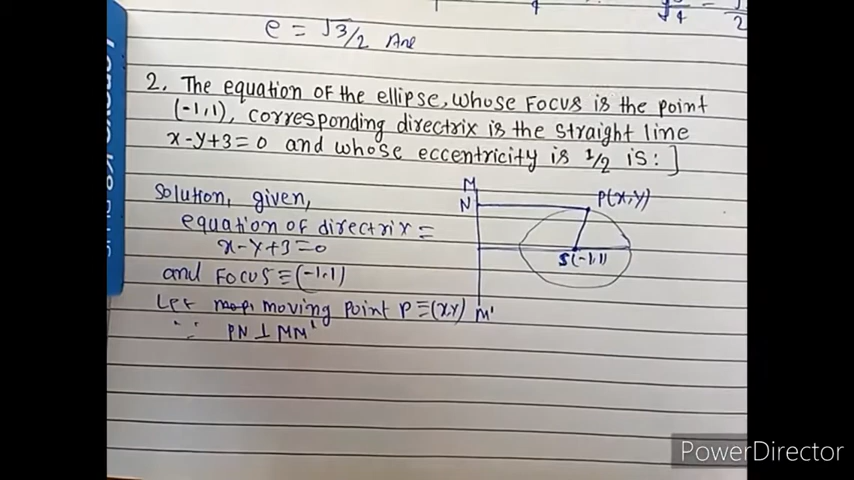 e = √3/2 Ans
2. The equation of the ellipse, whose focus is the point
(-1,1), corresponding directrix is the straight line
x-y+3=0 and whose eccentricity is 1/2 is:]
Solution, given,
equation of directrix =
x-y+3=0
and Focus ≡ (-1,1)
Let moving point P ≡ (x,y)
∵ PN ⊥ MM'
M
N
P(x,y)
S(-1,1)
M'
PowerDirector